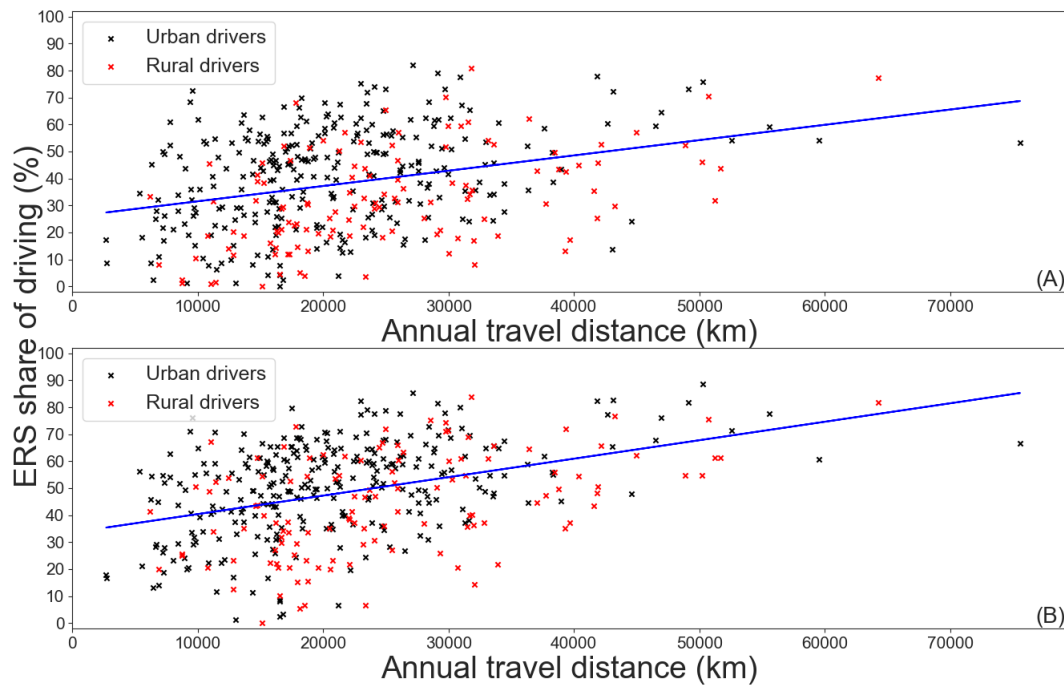 ERS share of driving (%)
100
90
80
70
60
50
40
30
20
10
0
Urban drivers
Rural drivers
(A)
0 10000 20000 30000 40000 50000 60000 70000
Annual travel distance (km)
100
90
80
70
60
50
40
30
20
10
0
Urban drivers
Rural drivers
(B)
0 10000 20000 30000 40000 50000 60000 70000
Annual travel distance (km)